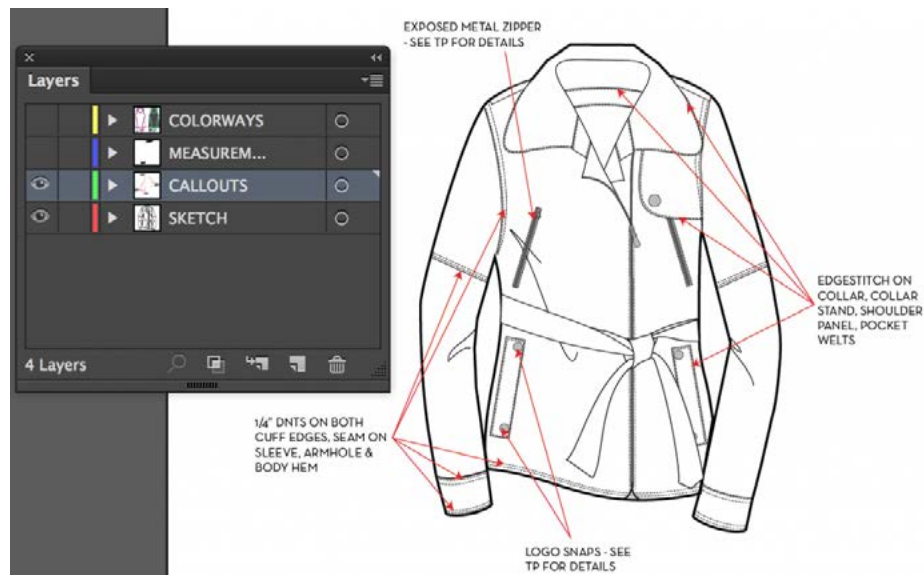 EXPOSED METAL ZIPPER
- SEE TP FOR DETAILS
Layers
COLORWAYS
MEASUREM...
CALLOUTS
SKETCH
4 Layers
EDGESTITCH ON
COLLAR, COLLAR
STAND, SHOULDER
PANEL, POCKET
WELTS
1/4" DNTS ON BOTH
CUFF EDGES, SEAM ON
SLEEVE, ARMHOLE &
BODY HEM
LOGO SNAPS - SEE
TP FOR DETAILS